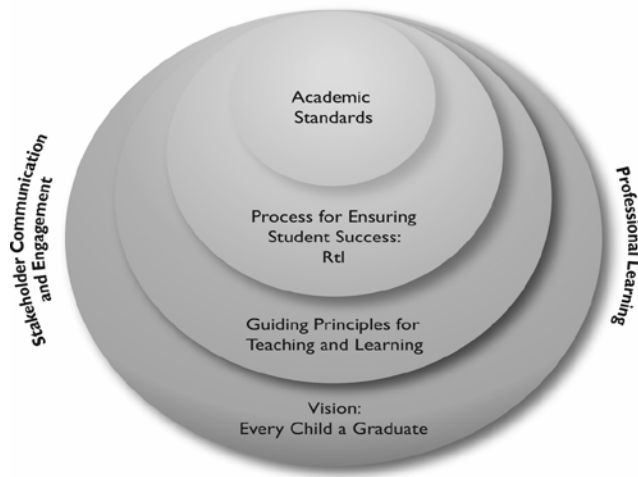 Academic
Standards
Process for Ensuring
Student Success:
RtI
Guiding Principles for
Teaching and Learning
Vision:
Every Child a Graduate
Stakeholder Communication
and Engagement
Professional Learning